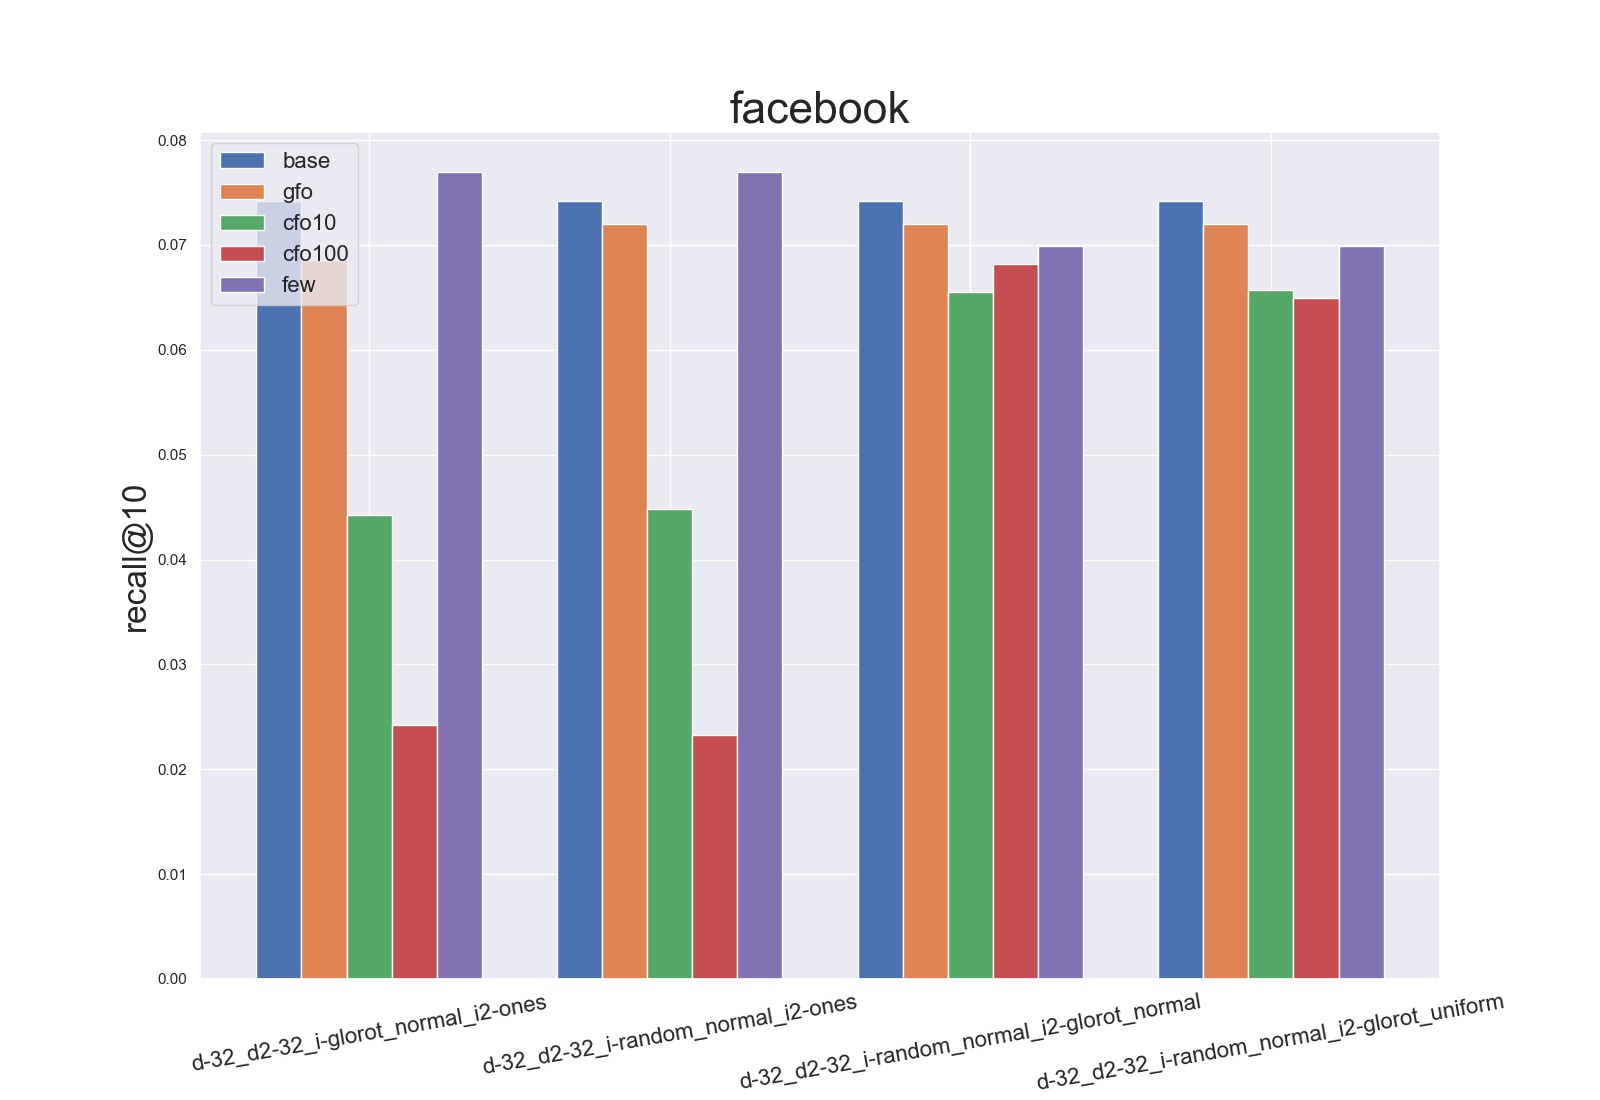 facebook
0.08
0.07
0.06
0.05
0.04
0.03
0.02
0.01
0.00
recall@10
base
gfo
cfo10
cfo100
few
d-32_d2-32_i-glorot_normal_i2-ones
d-32_d2-32_i-random_normal_i2-ones
d-32_d2-32_i-random_normal_i2-glorot_normal
d-32_d2-32_i-random_normal_i2-glorot_uniform